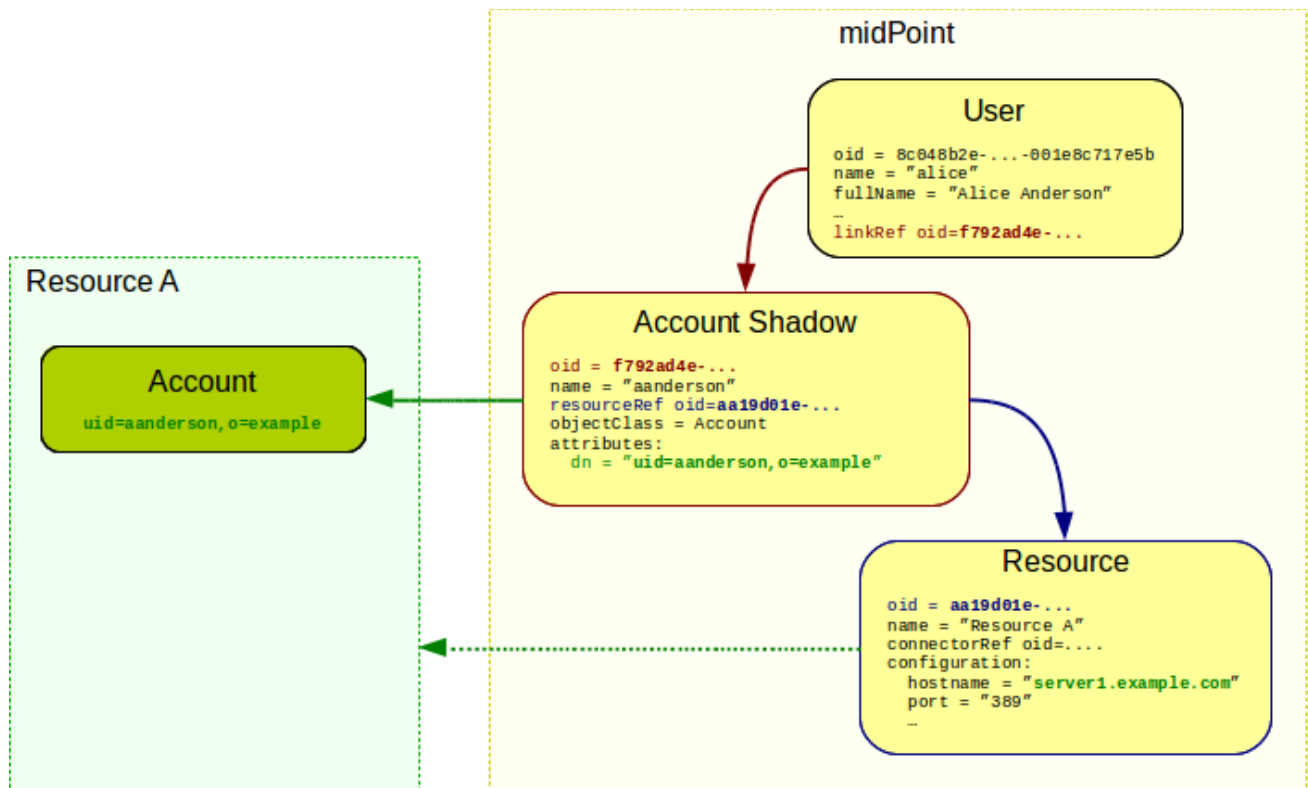 midPoint
User
oid = 8c048b2e-...-001e8c717e5b
name = "alice"
fullName = "Alice Anderson"
…
linkRef oid=f792ad4e-...
Resource A
Account
uid=aanderson,o=example
Account Shadow
oid = f792ad4e-...
name = "aanderson"
resourceRef oid=aa19d01e-...
objectClass = Account
attributes:
dn = "uid=aanderson,o=example"
Resource
oid = aa19d01e-...
name = "Resource A"
connectorRef oid=....
configuration:
hostname = "server1.example.com"
port = "389"
…